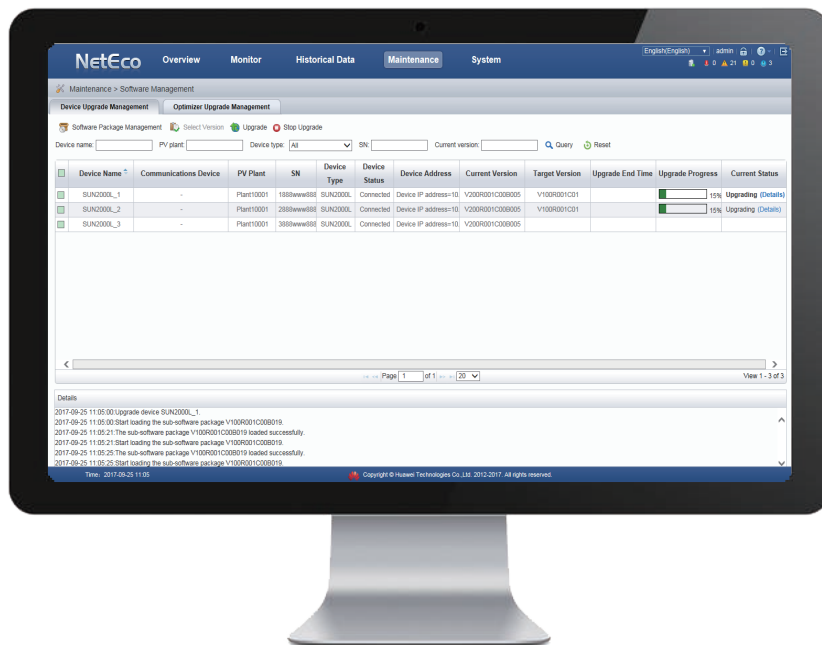 NetEco Overview Monitor Historical Data Maintenance System English(English) admin
0 21 0 3
Maintenance > Software Management
Device Upgrade Management Optimizer Upgrade Management
Software Package Management Select Version Upgrade Stop Upgrade
Device name: PV plant: Device type: All SN: Current version: Query Reset
Device Name Communications Device PV Plant SN Device Type Device Status Device Address Current Version Target Version Upgrade End Time Upgrade Progress Current Status
SUN2000L_1 - Plant10001 1888www888 SUN2000L Connected Device IP address=10. V200R001C00B005 V100R001C01 15% Upgrading (Details)
SUN2000L_2 - Plant10001 2888www888 SUN2000L Connected Device IP address=10. V200R001C00B005 V100R001C01 15% Upgrading (Details)
SUN2000L_3 - Plant10001 3888www888 SUN2000L Connected Device IP address=10. V200R001C00B005
Page 1 of 1 20 View 1 - 3 of 3
Details
2017-09-25 11:05:00:Upgrade device SUN2000L_1.
2017-09-25 11:05:00:Start loading the sub-software package V100R001C00B019.
2017-09-25 11:05:21:The sub-software package V100R001C00B019 loaded successfully.
2017-09-25 11:05:21:Start loading the sub-software package V100R001C00B019.
2017-09-25 11:05:25:The sub-software package V100R001C00B019 loaded successfully.
2017-09-25 11:05:25:Start loading the sub-software package V100R001C00B019.
Time: 2017-09-25 11:05 Copyright © Huawei Technologies Co.,Ltd. 2012-2017. All rights reserved.